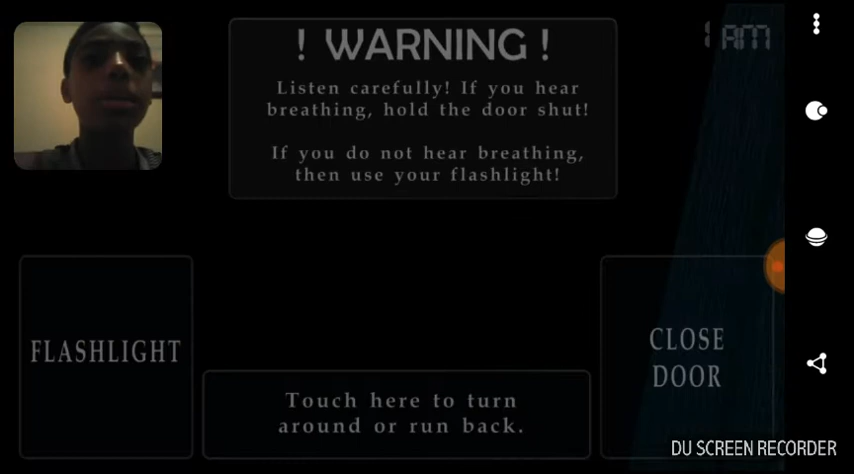 ! WARNING !
1 AM
Listen carefully! If you hear
breathing, hold the door shut!
If you do not hear breathing,
then use your flashlight!
FLASHLIGHT
CLOSE
DOOR
Touch here to turn
around or run back.
DU SCREEN RECORDER